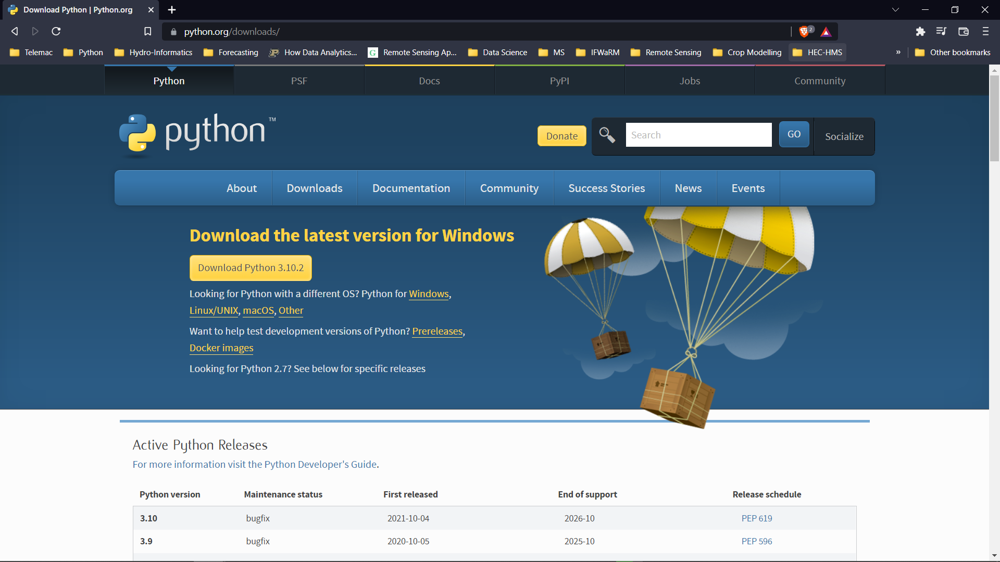 Download Python | Python.org
python.org/downloads/
2
Telemac Python Hydro-Informatics Forecasting How Data Analytics... Remote Sensing Ap... Data Science MS IFWaRM Remote Sensing Crop Modelling HEC-HMS » Other bookmarks
Python PSF Docs PyPI Jobs Community
python™
Donate Search GO Socialize
About Downloads Documentation Community Success Stories News Events
Download the latest version for Windows
Download Python 3.10.2
Looking for Python with a different OS? Python for Windows,
Linux/UNIX, macOS, Other
Want to help test development versions of Python? Prereleases,
Docker images
Looking for Python 2.7? See below for specific releases
Active Python Releases
For more information visit the Python Developer's Guide.
Python version Maintenance status First released End of support Release schedule
3.10 bugfix 2021-10-04 2026-10 PEP 619
3.9 bugfix 2020-10-05 2025-10 PEP 596